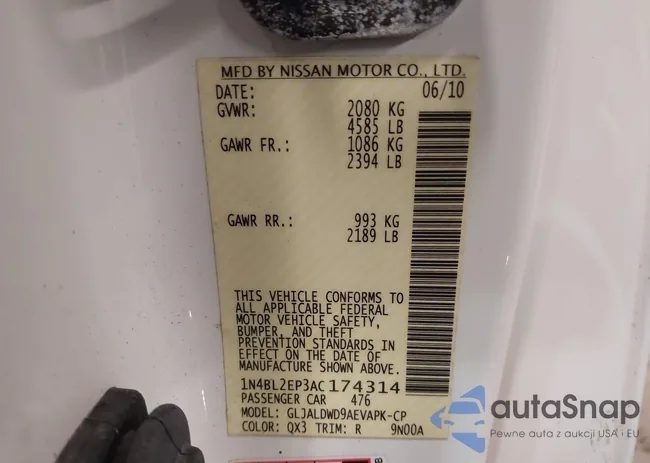 MFD BY NISSAN MOTOR CO., LTD.
DATE: 06/10
GVWR: 2080 KG
4585 LB
GAWR FR.: 1086 KG
2394 LB
GAWR RR.: 993 KG
2189 LB
THIS VEHICLE CONFORMS TO
ALL APPLICABLE FEDERAL
MOTOR VEHICLE SAFETY,
BUMPER, AND THEFT
PREVENTION STANDARDS IN
EFFECT ON THE DATE OF
MANUFACTURE SHOWN ABOVE.
1N4BL2EP3AC174314
PASSENGER CAR 476
MODEL: GLJALDWD9AEVAPK-CP
COLOR: QX3 TRIM: R 9N00A
autoSnap
Pewne auta z aukcji USA i EU